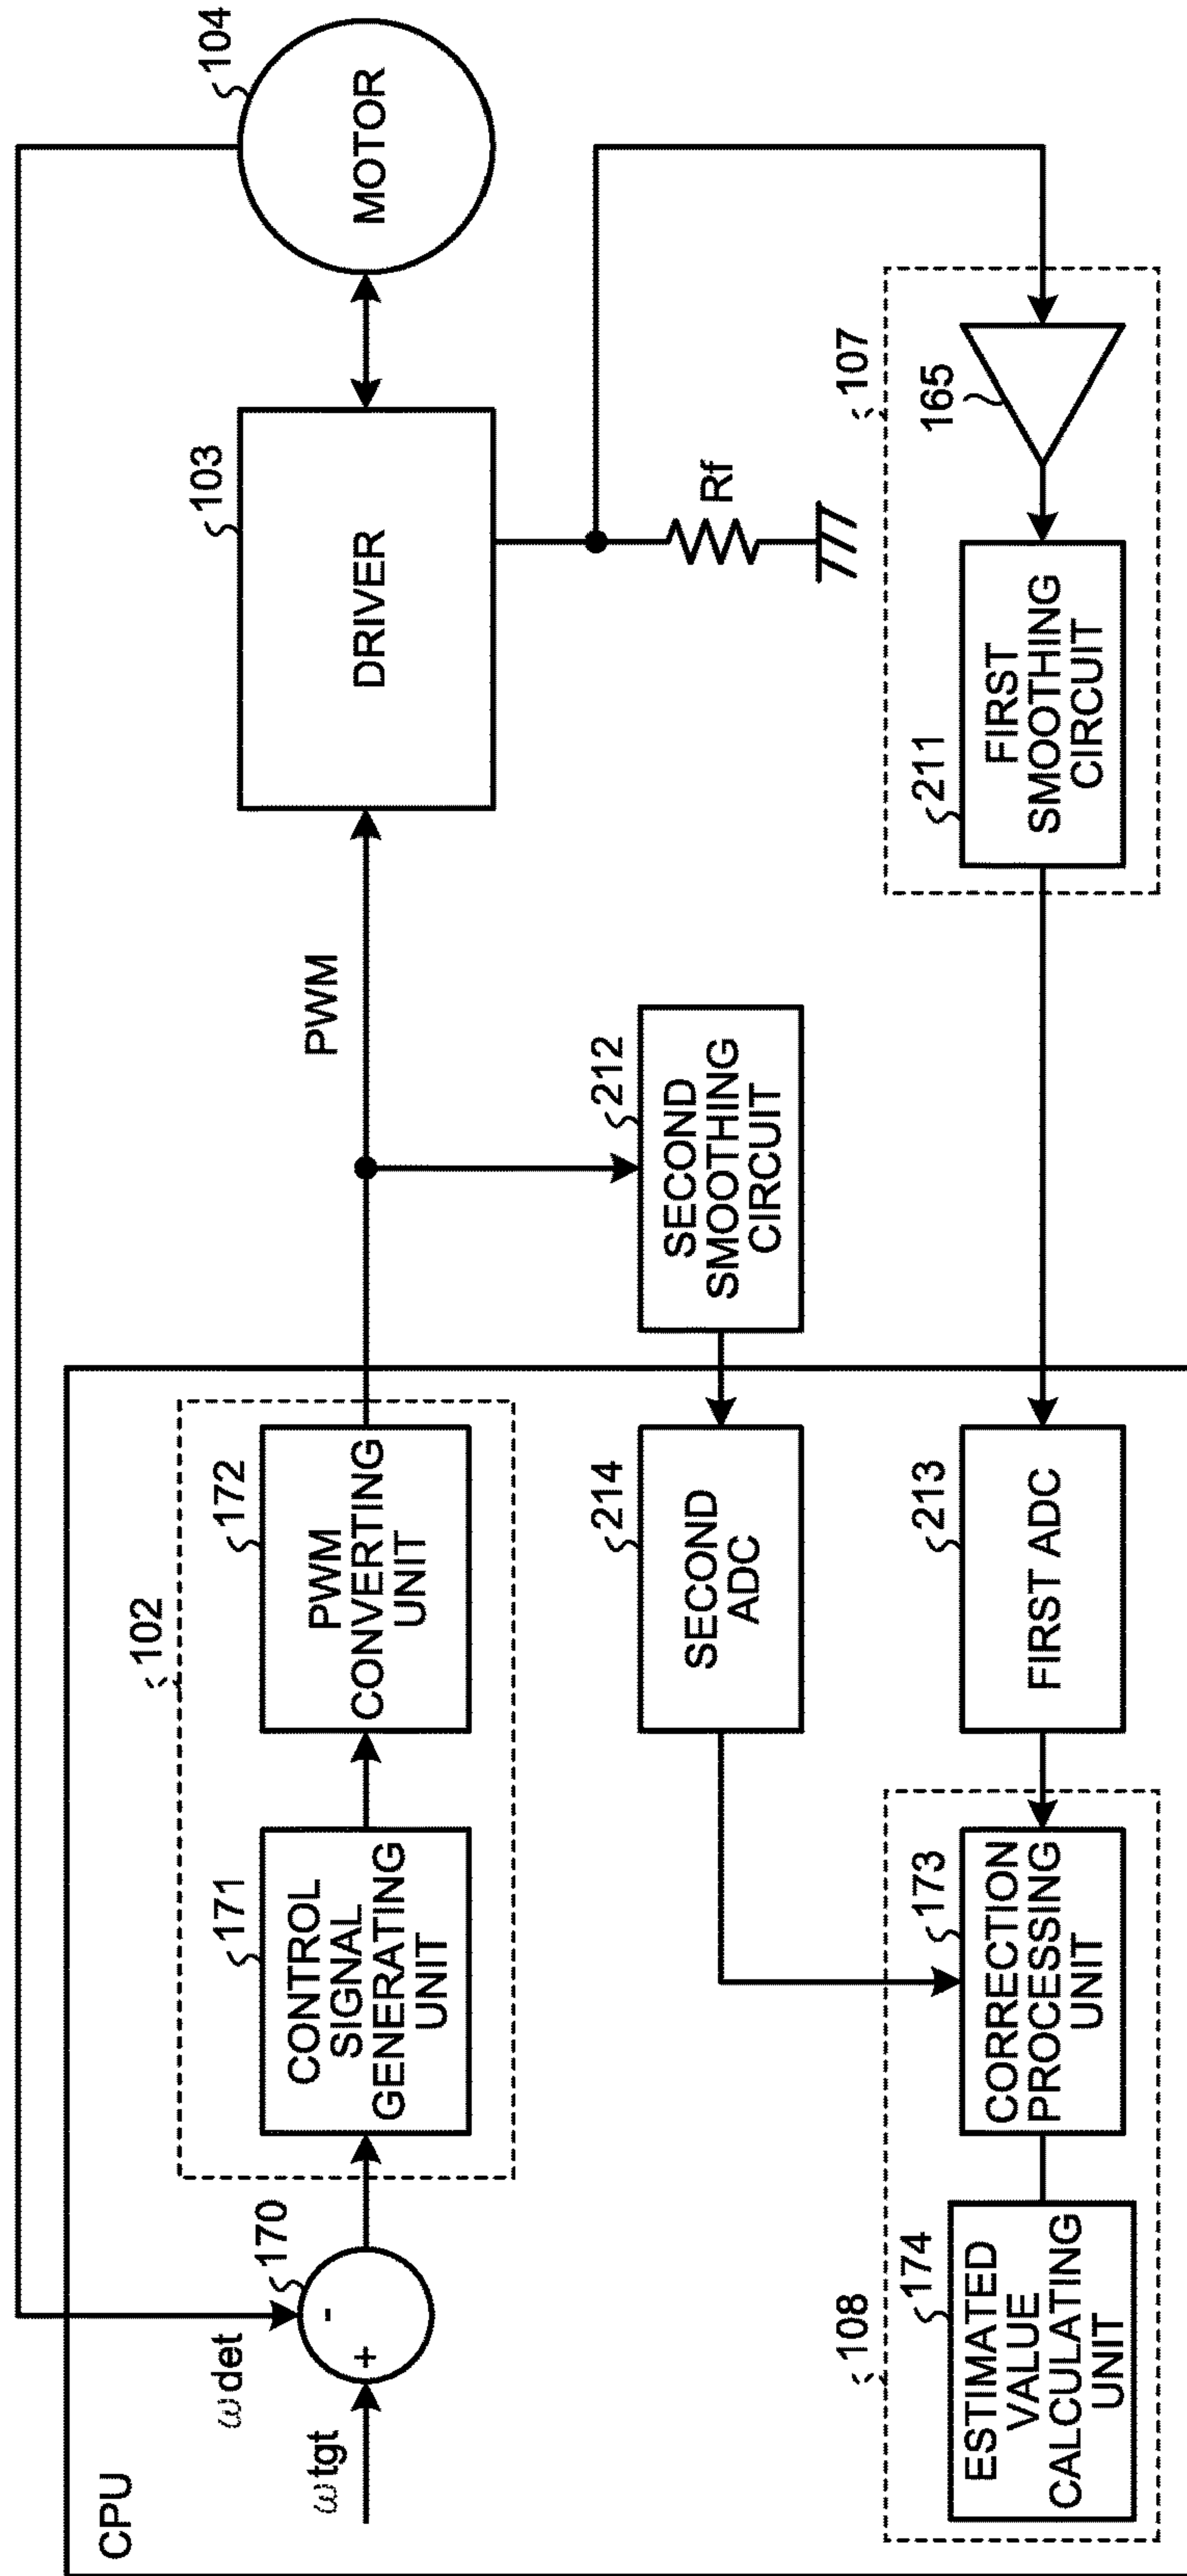 CPU
ωtgt
ωdet
+
-
170
102
171
CONTROL
SIGNAL
GENERATING
UNIT
172
PWM
CONVERTING
UNIT
PWM
103
DRIVER
104
MOTOR
Rf
212
SECOND
SMOOTHING
CIRCUIT
214
SECOND
ADC
107
165
211
FIRST
SMOOTHING
CIRCUIT
213
FIRST ADC
108
173
CORRECTION
PROCESSING
UNIT
174
ESTIMATED
VALUE
CALCULATING
UNIT